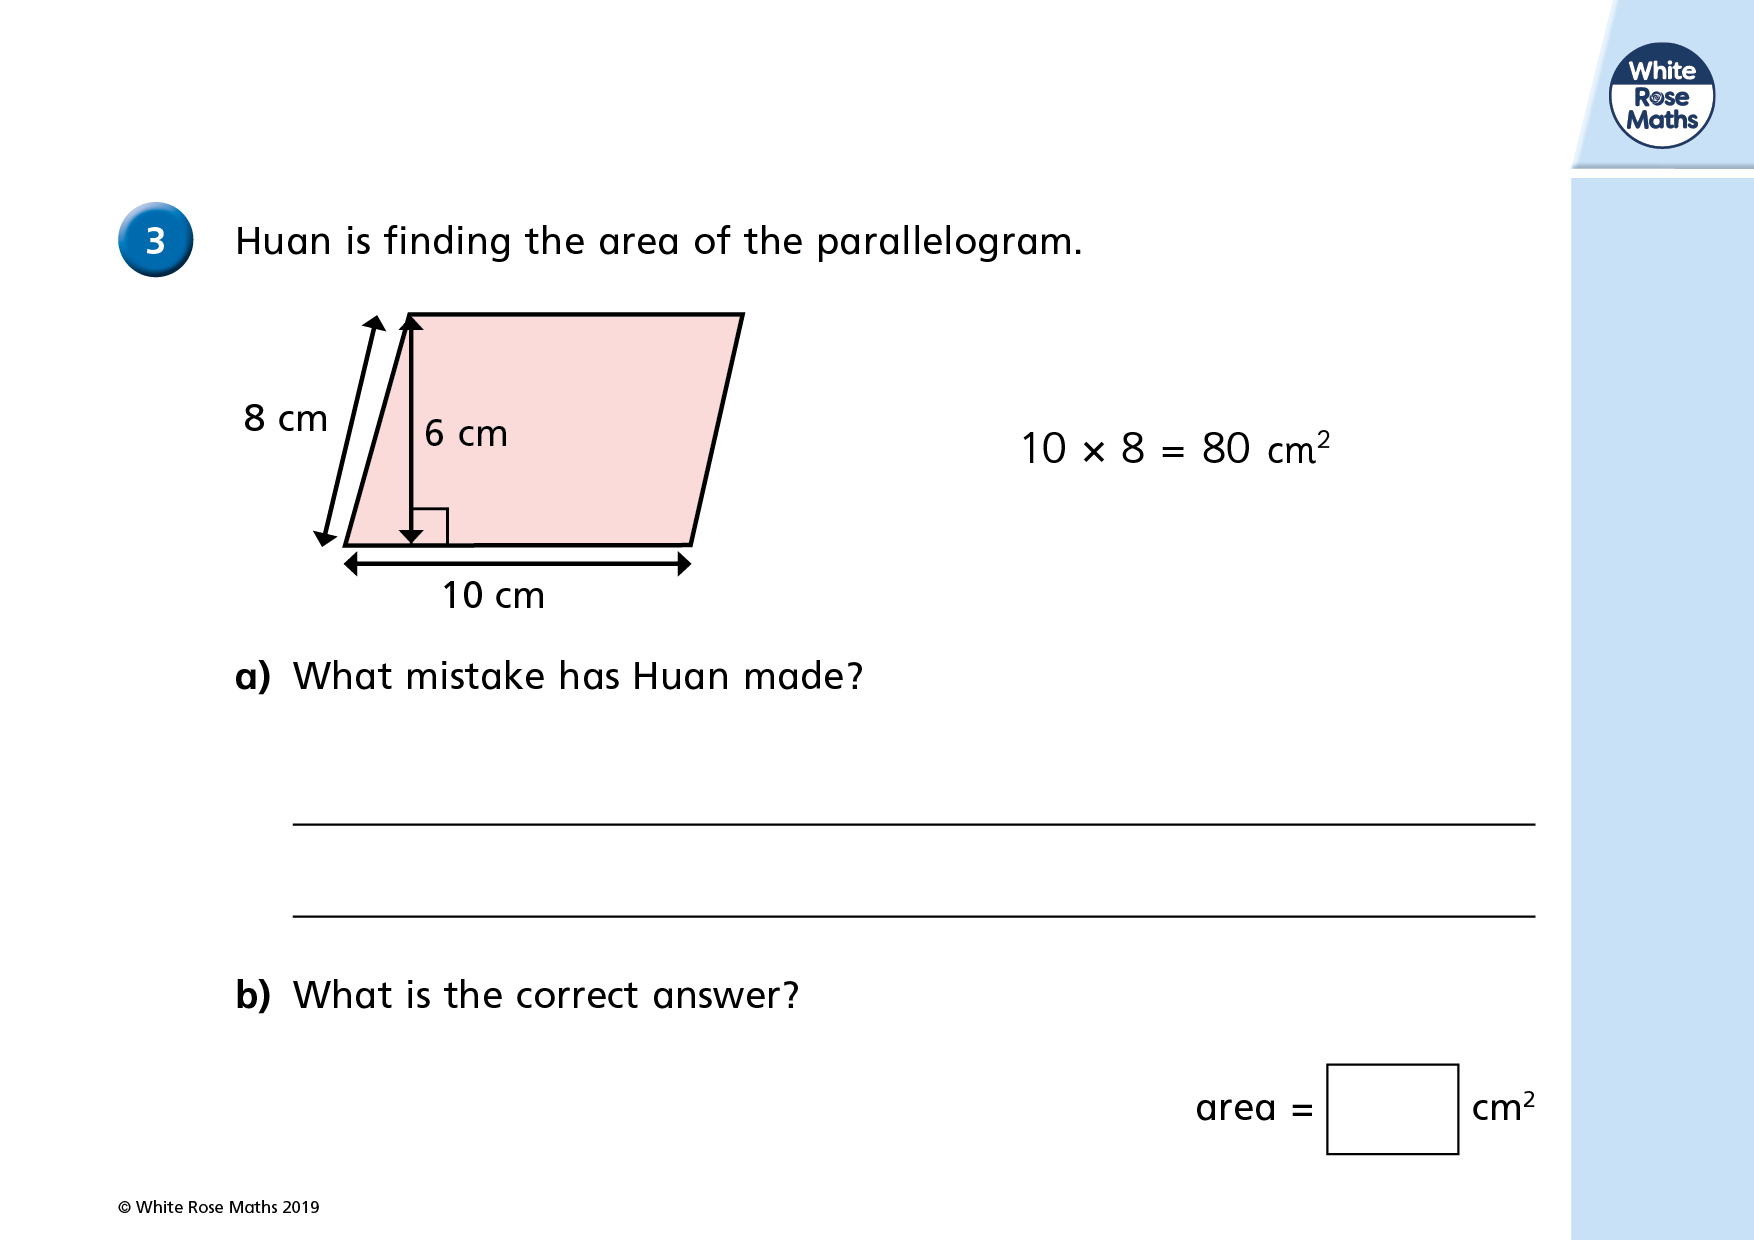 White
Rose
Maths
3 Huan is finding the area of the parallelogram.
8 cm
6 cm
10 × 8 = 80 cm²
10 cm
a) What mistake has Huan made?
b) What is the correct answer?
area = cm²
© White Rose Maths 2019